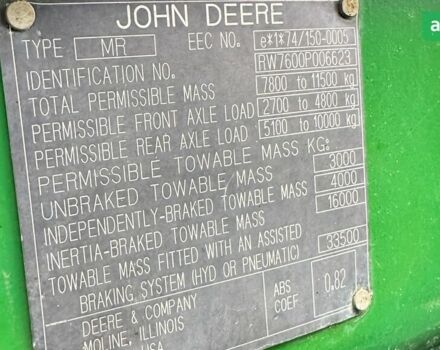 JOHN DEERE
TYPE MR EEC NO. e*1*74/150-0005
IDENTIFICATION NO. RW7600P006623
TOTAL PERMISSIBLE MASS 7800 to 11500 kg
PERMISSIBLE FRONT AXLE LOAD 2700 to 4800 kg
PERMISSIBLE REAR AXLE LOAD 5100 to 10000 kg
PERMISSIBLE TOWABLE MASS KG:
UNBRAKED TOWABLE MASS 3000
INDEPENDENTLY-BRAKED TOWABLE MASS 4000
INERTIA-BRAKED TOWABLE MASS 16000
TOWABLE MASS FITTED WITH AN ASSISTED
BRAKING SYSTEM (HYD OR PNEUMATIC) 33500
DEERE & COMPANY ABS 0.82
MOLINE, ILLINOIS COEF
USA
a